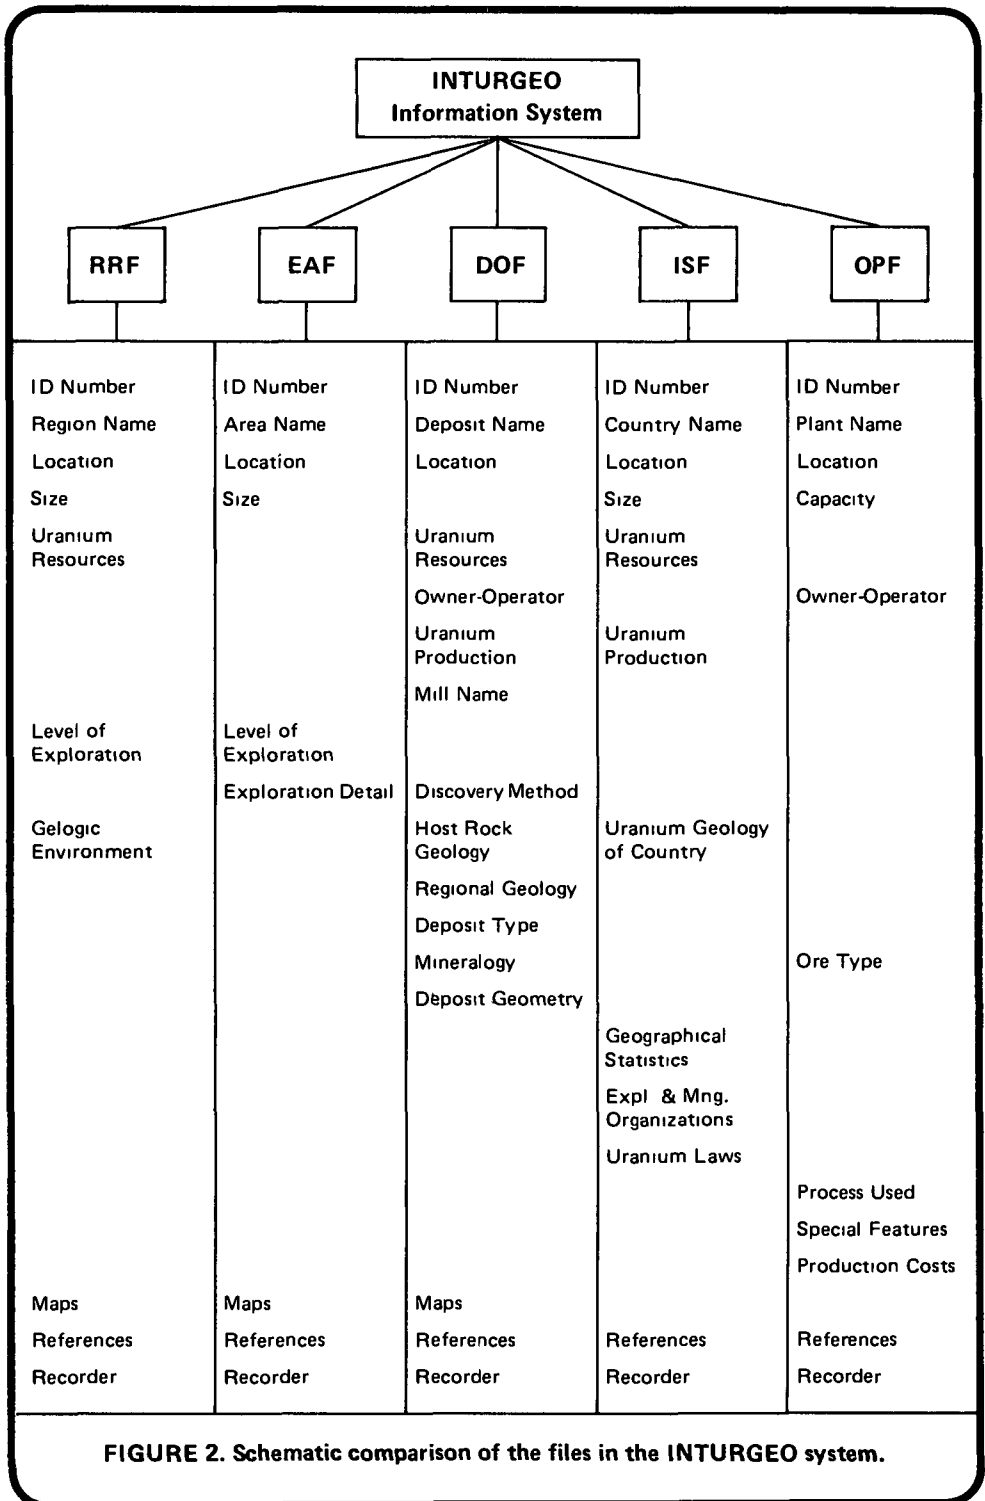 INTURGEO
Information System
RRF
EAF
DOF
ISF
OPF
ID Number
Region Name
Location
Size
Uranium
Resources
Level of
Exploration
Gelogic
Environment
Maps
References
Recorder
ID Number
Area Name
Location
Size
Level of
Exploration
Exploration Detail
Maps
References
Recorder
ID Number
Deposit Name
Location
Uranium
Resources
Owner-Operator
Uranium
Production
Mill Name
Discovery Method
Host Rock
Geology
Regional Geology
Deposit Type
Mineralogy
Deposit Geometry
Maps
References
Recorder
ID Number
Country Name
Location
Size
Uranium
Resources
Uranium
Production
Uranium Geology
of Country
Geographical
Statistics
Expl & Mng.
Organizations
Uranium Laws
References
Recorder
ID Number
Plant Name
Location
Capacity
Owner-Operator
Ore Type
Process Used
Special Features
Production Costs
References
Recorder
FIGURE 2. Schematic comparison of the files in the INTURGEO system.